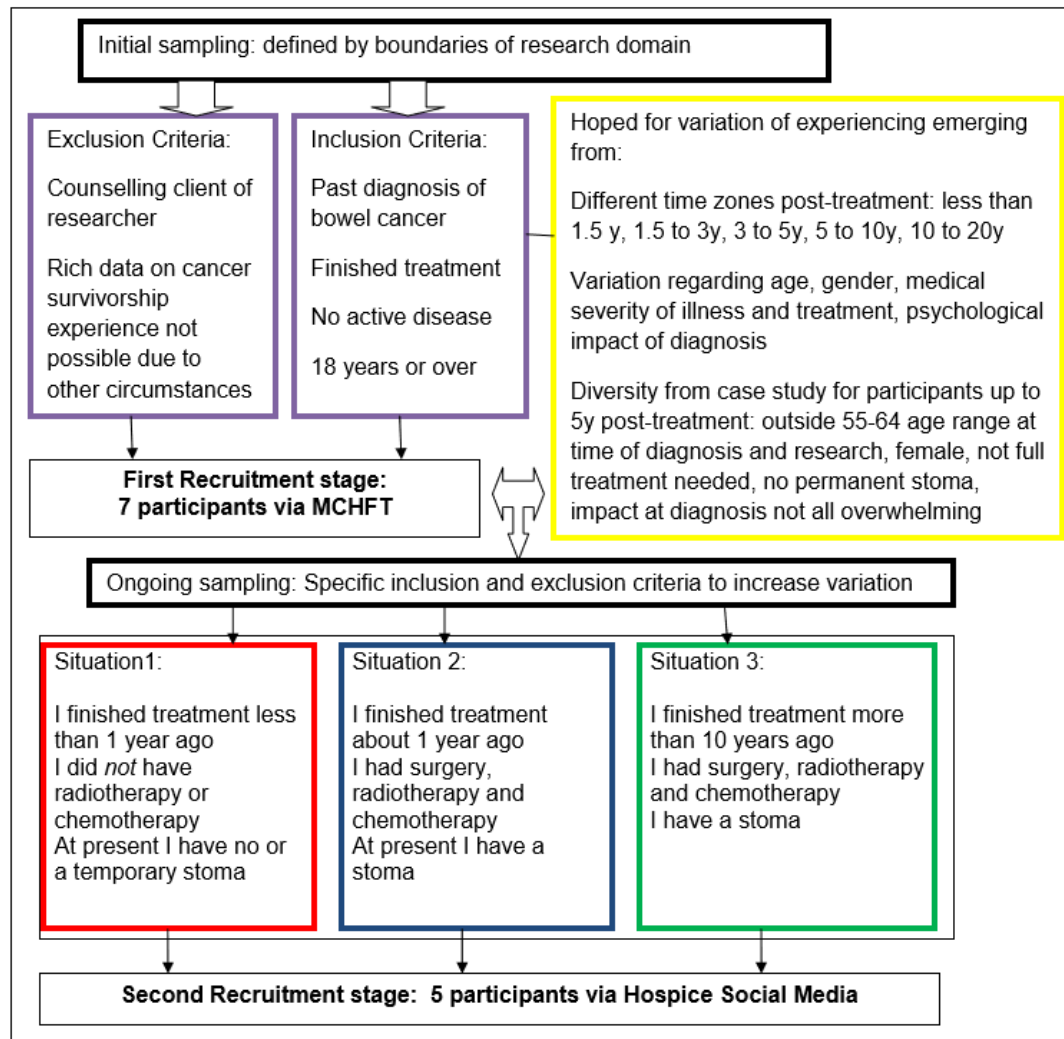 Initial sampling: defined by boundaries of research domain
Exclusion Criteria:
Counselling client of
researcher
Rich data on cancer
survivorship
experience not
possible due to
other circumstances
Inclusion Criteria:
Past diagnosis of
bowel cancer
Finished treatment
No active disease
18 years or over
Hoped for variation of experiencing emerging
from:
Different time zones post-treatment: less than
1.5 y, 1.5 to 3y, 3 to 5y, 5 to 10y, 10 to 20y
Variation regarding age, gender, medical
severity of illness and treatment, psychological
impact of diagnosis
Diversity from case study for participants up to
5y post-treatment: outside 55-64 age range at
time of diagnosis and research, female, not full
treatment needed, no permanent stoma,
impact at diagnosis not all overwhelming
First Recruitment stage:
7 participants via MCHFT
Ongoing sampling: Specific inclusion and exclusion criteria to increase variation
Situation1:
I finished treatment less
than 1 year ago
I did not have
radiotherapy or
chemotherapy
At present I have no or
a temporary stoma
Situation 2:
I finished treatment
about 1 year ago
I had surgery,
radiotherapy and
chemotherapy
At present I have a
stoma
Situation 3:
I finished treatment more
than 10 years ago
I had surgery, radiotherapy
and chemotherapy
I have a stoma
Second Recruitment stage: 5 participants via Hospice Social Media